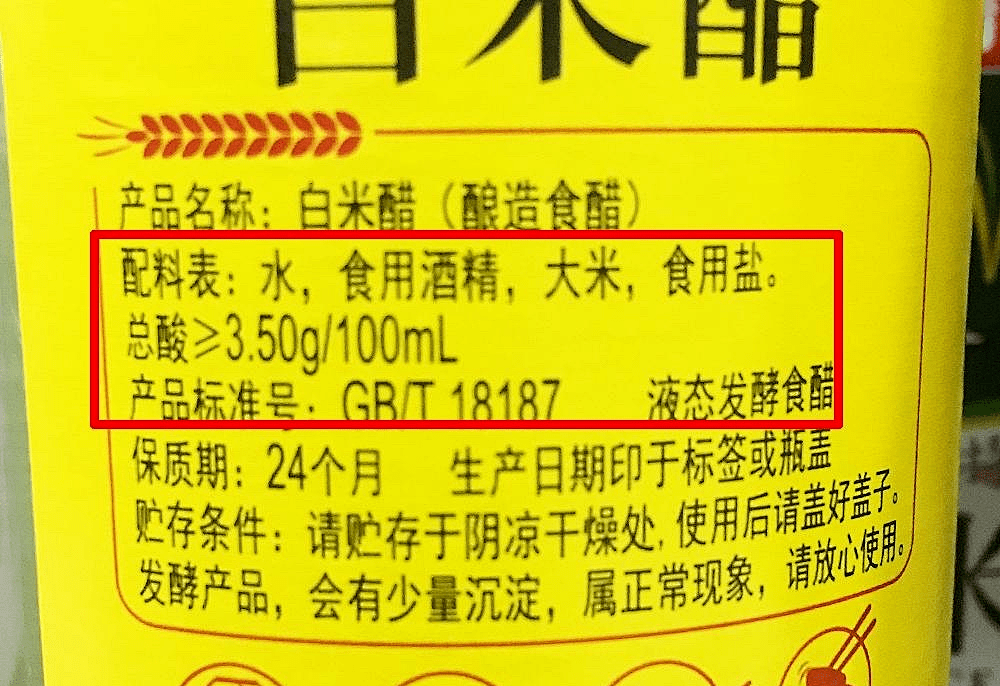 白米醋
产品名称：白米醋（酿造食醋）
配料表：水，食用酒精，大米，食用盐。
总酸≥3.50g/100mL
产品标准号：GB/T 18187 液态发酵食醋
保质期：24个月 生产日期印于标签或瓶盖
贮存条件：请贮存于阴凉干燥处，使用后请盖好盖子。
发酵产品，会有少量沉淀，属正常现象，请放心使用。